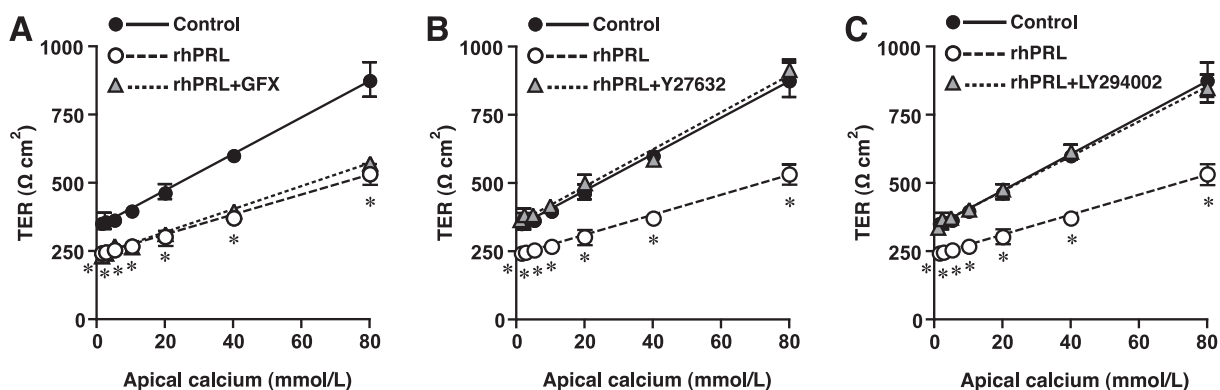 A
Control
rhPRL
rhPRL+GFX
TER (Ω cm²)
1000
750
500
250
0
* * * * * * *
0 20 40 60 80
Apical calcium (mmol/L)
B
Control
rhPRL
rhPRL+Y27632
TER (Ω cm²)
1000
750
500
250
0
* * * * * * *
0 20 40 60 80
Apical calcium (mmol/L)
C
Control
rhPRL
rhPRL+LY294002
TER (Ω cm²)
1000
750
500
250
0
* * * * * * *
0 20 40 60 80
Apical calcium (mmol/L)